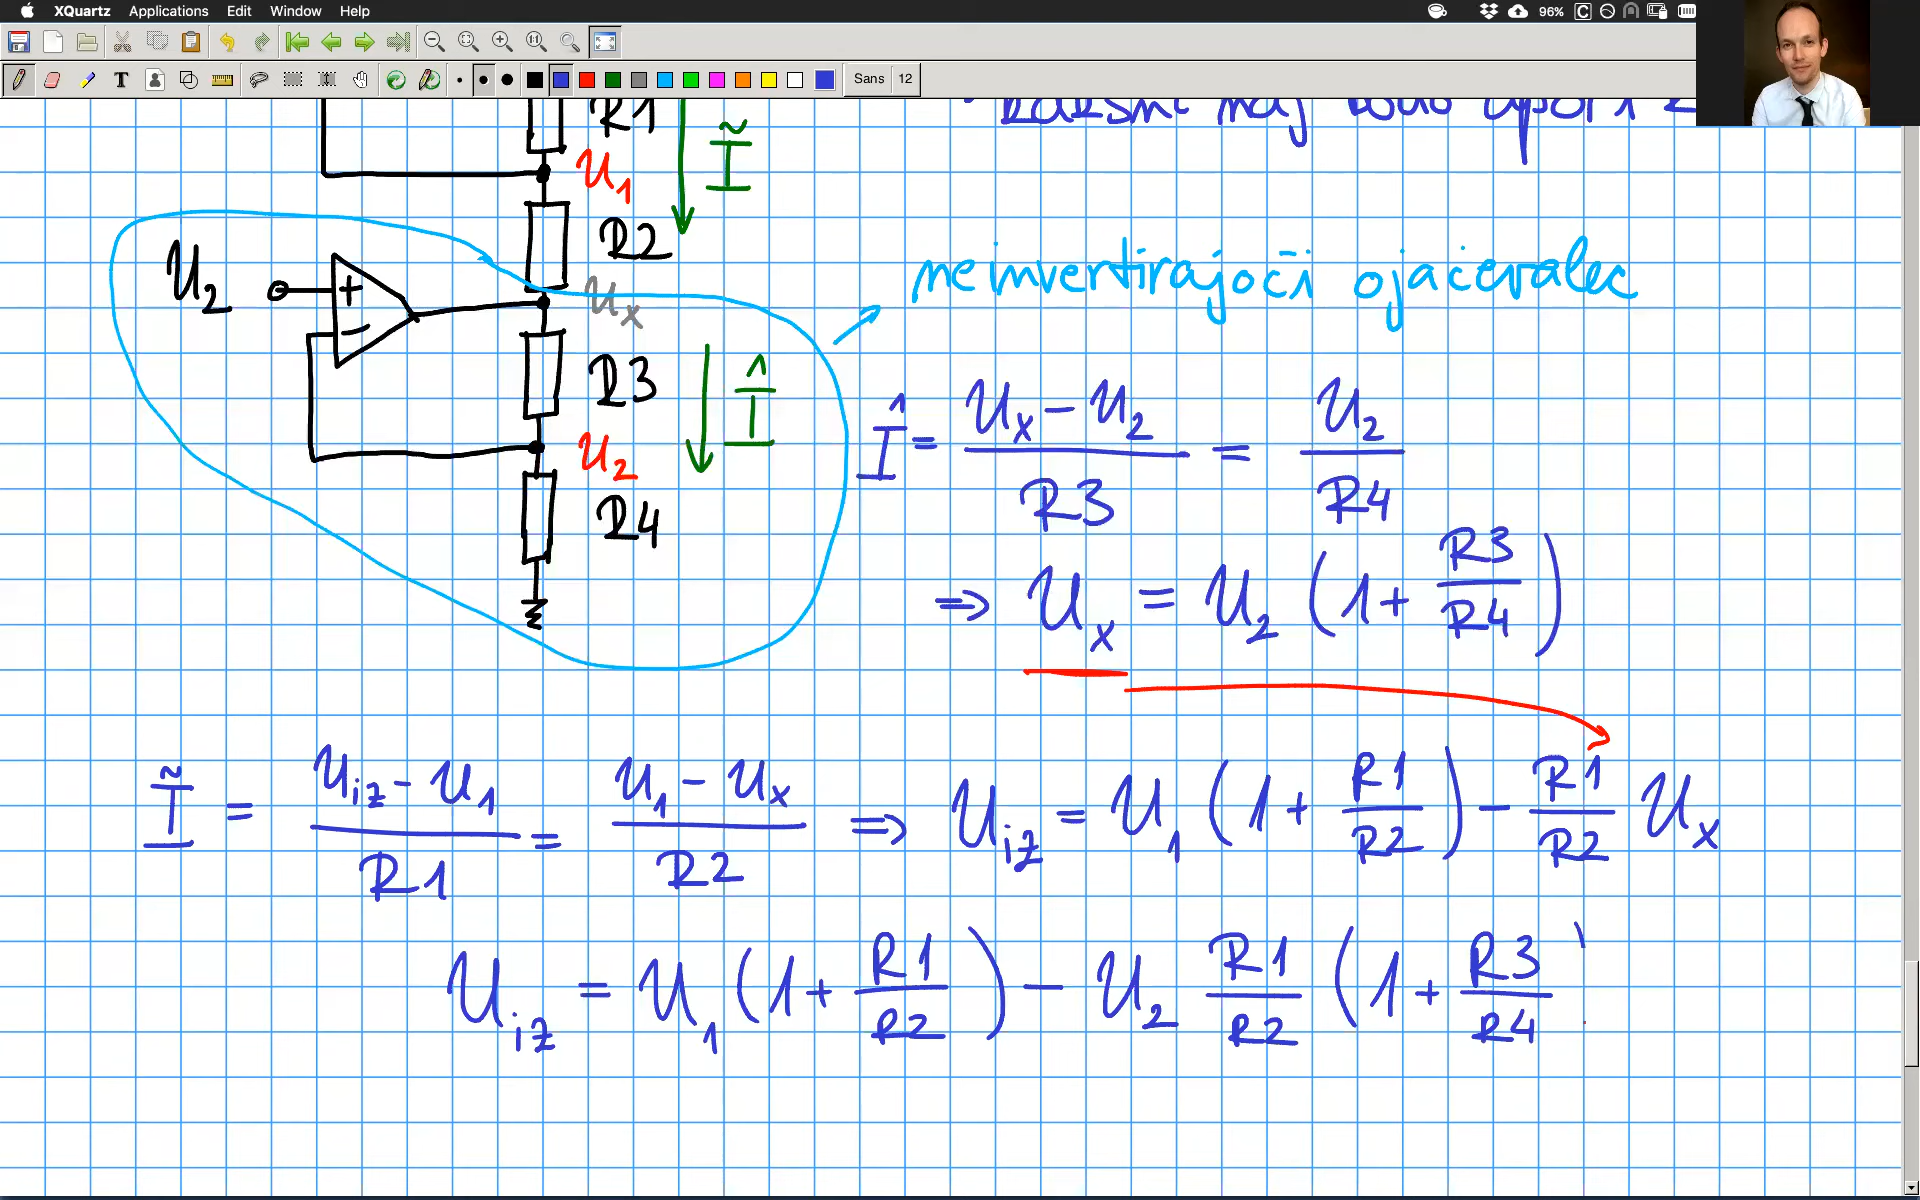 XQuartz Applications Edit Window Help
96%
Sans 12
R1
Ĩ
U1
R2
U2
+
−
Ux
neinvertirajoči ojačevalec
R3
Î
U2
R4
Î = (Ux − U2)/R3 = U2/R4
⇒ Ux = U2 (1 + R3/R4)
Ĩ = (Uiz − U1)/R1 = (U1 − Ux)/R2 ⇒ Uiz = U1 (1 + R1/R2) − R1/R2 Ux
Uiz = U1 (1 + R1/R2) − U2 R1/R2 (1 + R3/R4